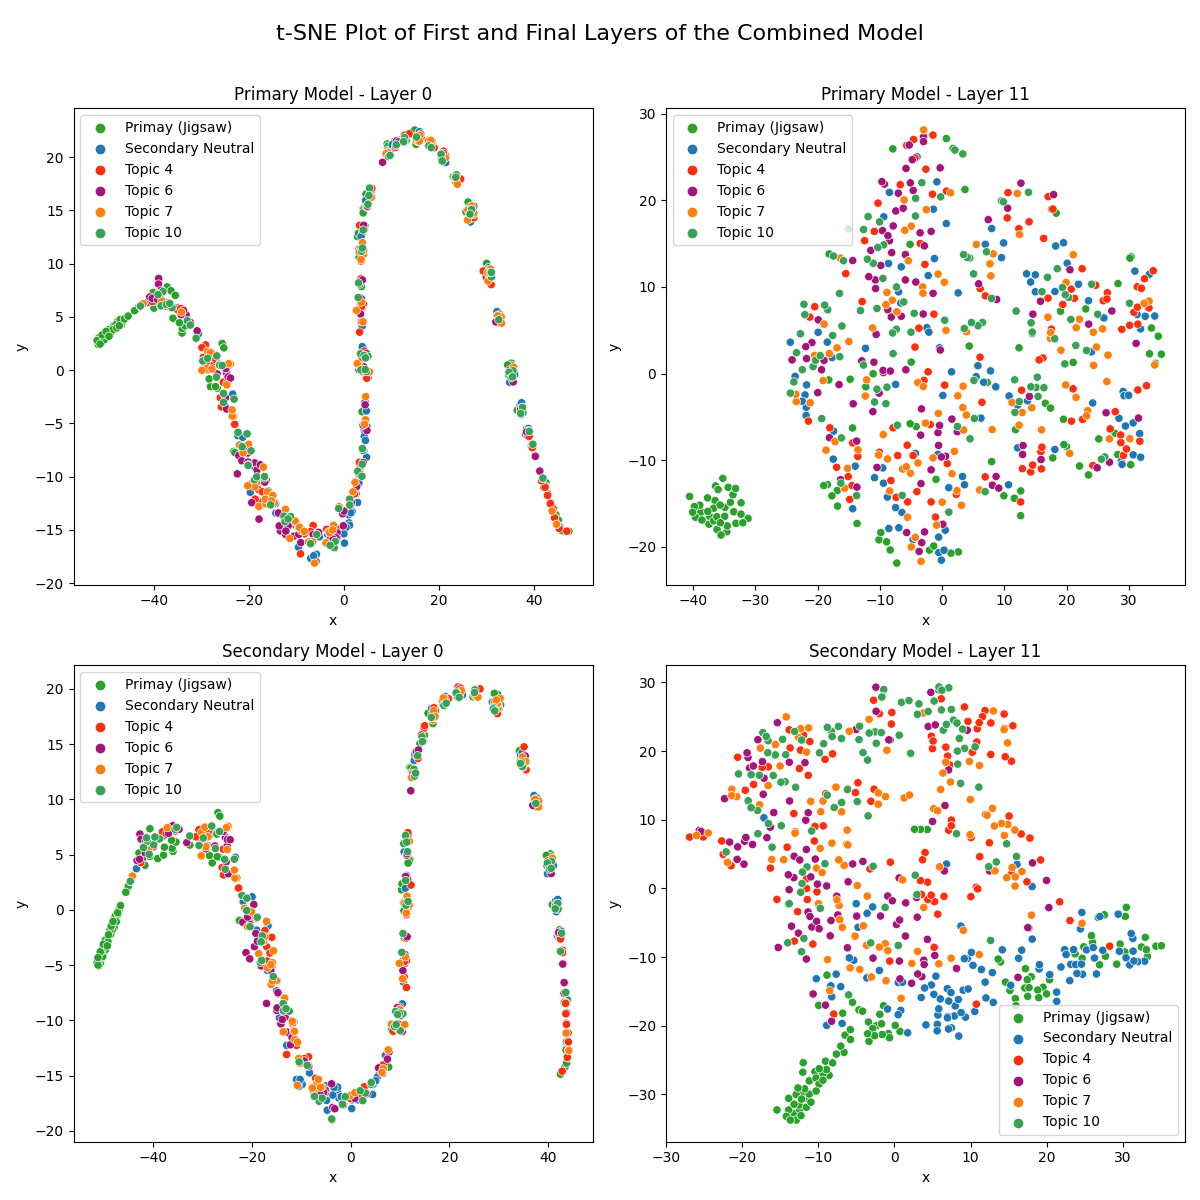 t-SNE Plot of First and Final Layers of the Combined Model
Primary Model - Layer 0
Primay (Jigsaw)
Secondary Neutral
Topic 4
Topic 6
Topic 7
Topic 10
20
15
10
5
0
−5
−10
−15
−20
y
−40
−20
0
20
40
x
Primary Model - Layer 11
Primay (Jigsaw)
Secondary Neutral
Topic 4
Topic 6
Topic 7
Topic 10
30
20
10
0
−10
−20
y
−40
−30
−20
−10
0
10
20
30
x
Secondary Model - Layer 0
Primay (Jigsaw)
Secondary Neutral
Topic 4
Topic 6
Topic 7
Topic 10
20
15
10
5
0
−5
−10
−15
−20
y
−40
−20
0
20
40
x
Secondary Model - Layer 11
30
20
10
0
−10
−20
−30
y
Primay (Jigsaw)
Secondary Neutral
Topic 4
Topic 6
Topic 7
Topic 10
−30
−20
−10
0
10
20
30
x